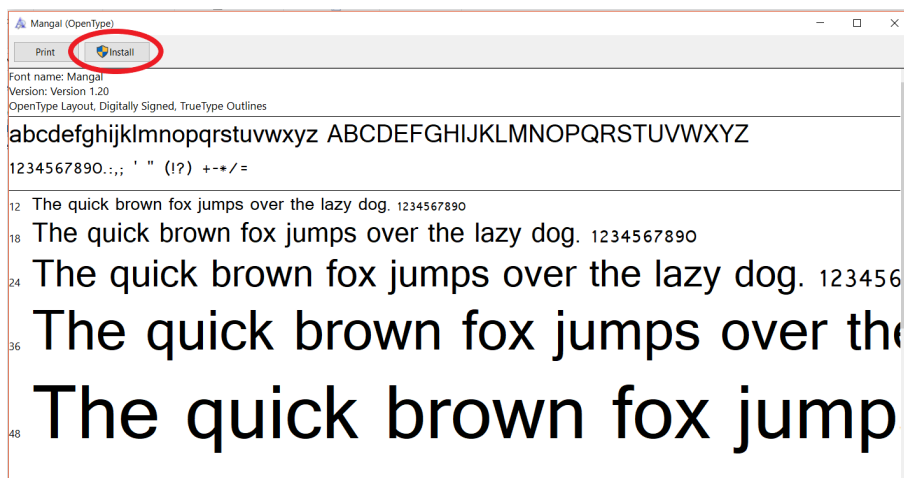 Mangal (OpenType)
Print Install
Font name: Mangal
Version: Version 1.20
OpenType Layout, Digitally Signed, TrueType Outlines
abcdefghijklmnopqrstuvwxyz ABCDEFGHIJKLMNOPQRSTUVWXYZ
1234567890.:,; ' " (!?) +-*/=
12 The quick brown fox jumps over the lazy dog. 1234567890
18 The quick brown fox jumps over the lazy dog. 1234567890
24 The quick brown fox jumps over the lazy dog. 123456
36 The quick brown fox jumps over the
48 The quick brown fox jump